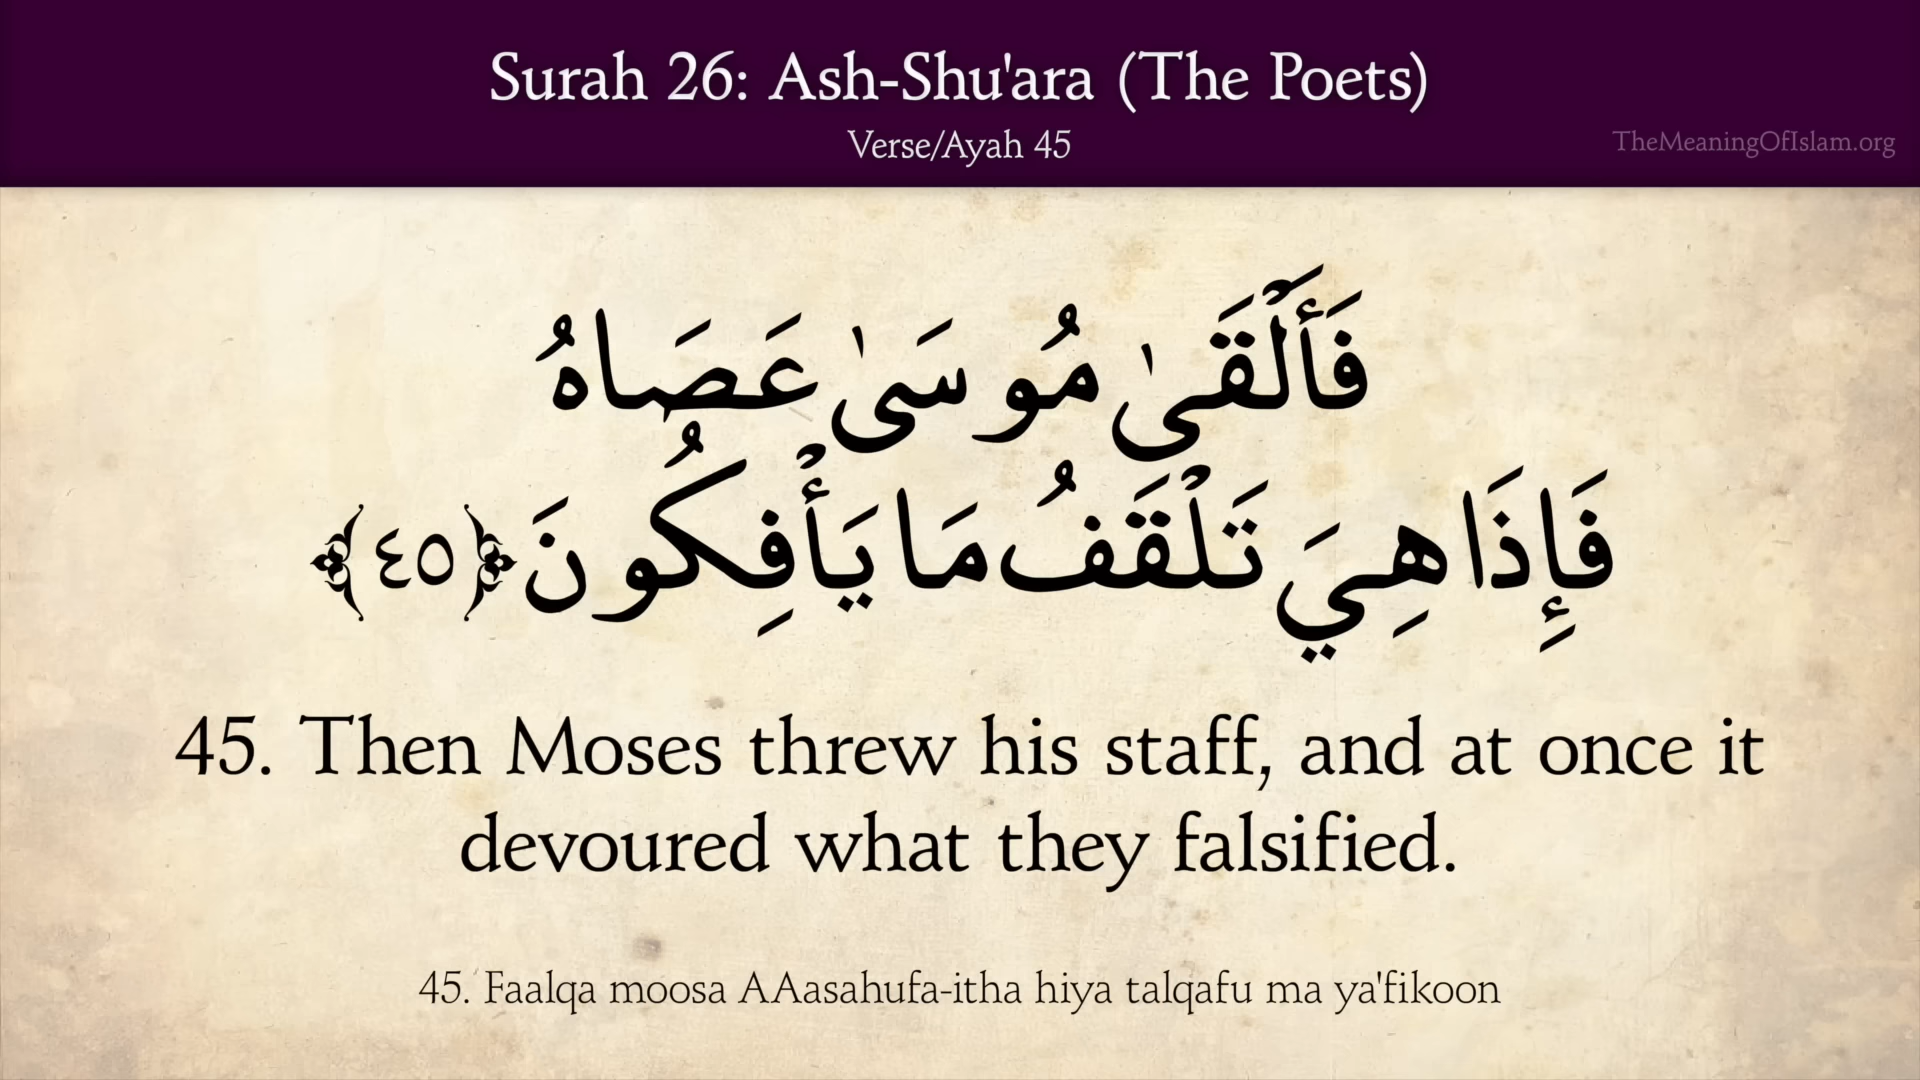 Surah 26: Ash-Shu'ara (The Poets)
Verse/Ayah 45
TheMeaningOfIslam.org
فَأَلْقَىٰ مُوسَىٰ عَصَاهُ
فَإِذَا هِيَ تَلْقَفُ مَا يَأْفِكُونَ ﴿٤٥﴾
45. Then Moses threw his staff, and at once it
devoured what they falsified.
45. Faalqa moosa AAasahufa-itha hiya talqafu ma ya'fikoon